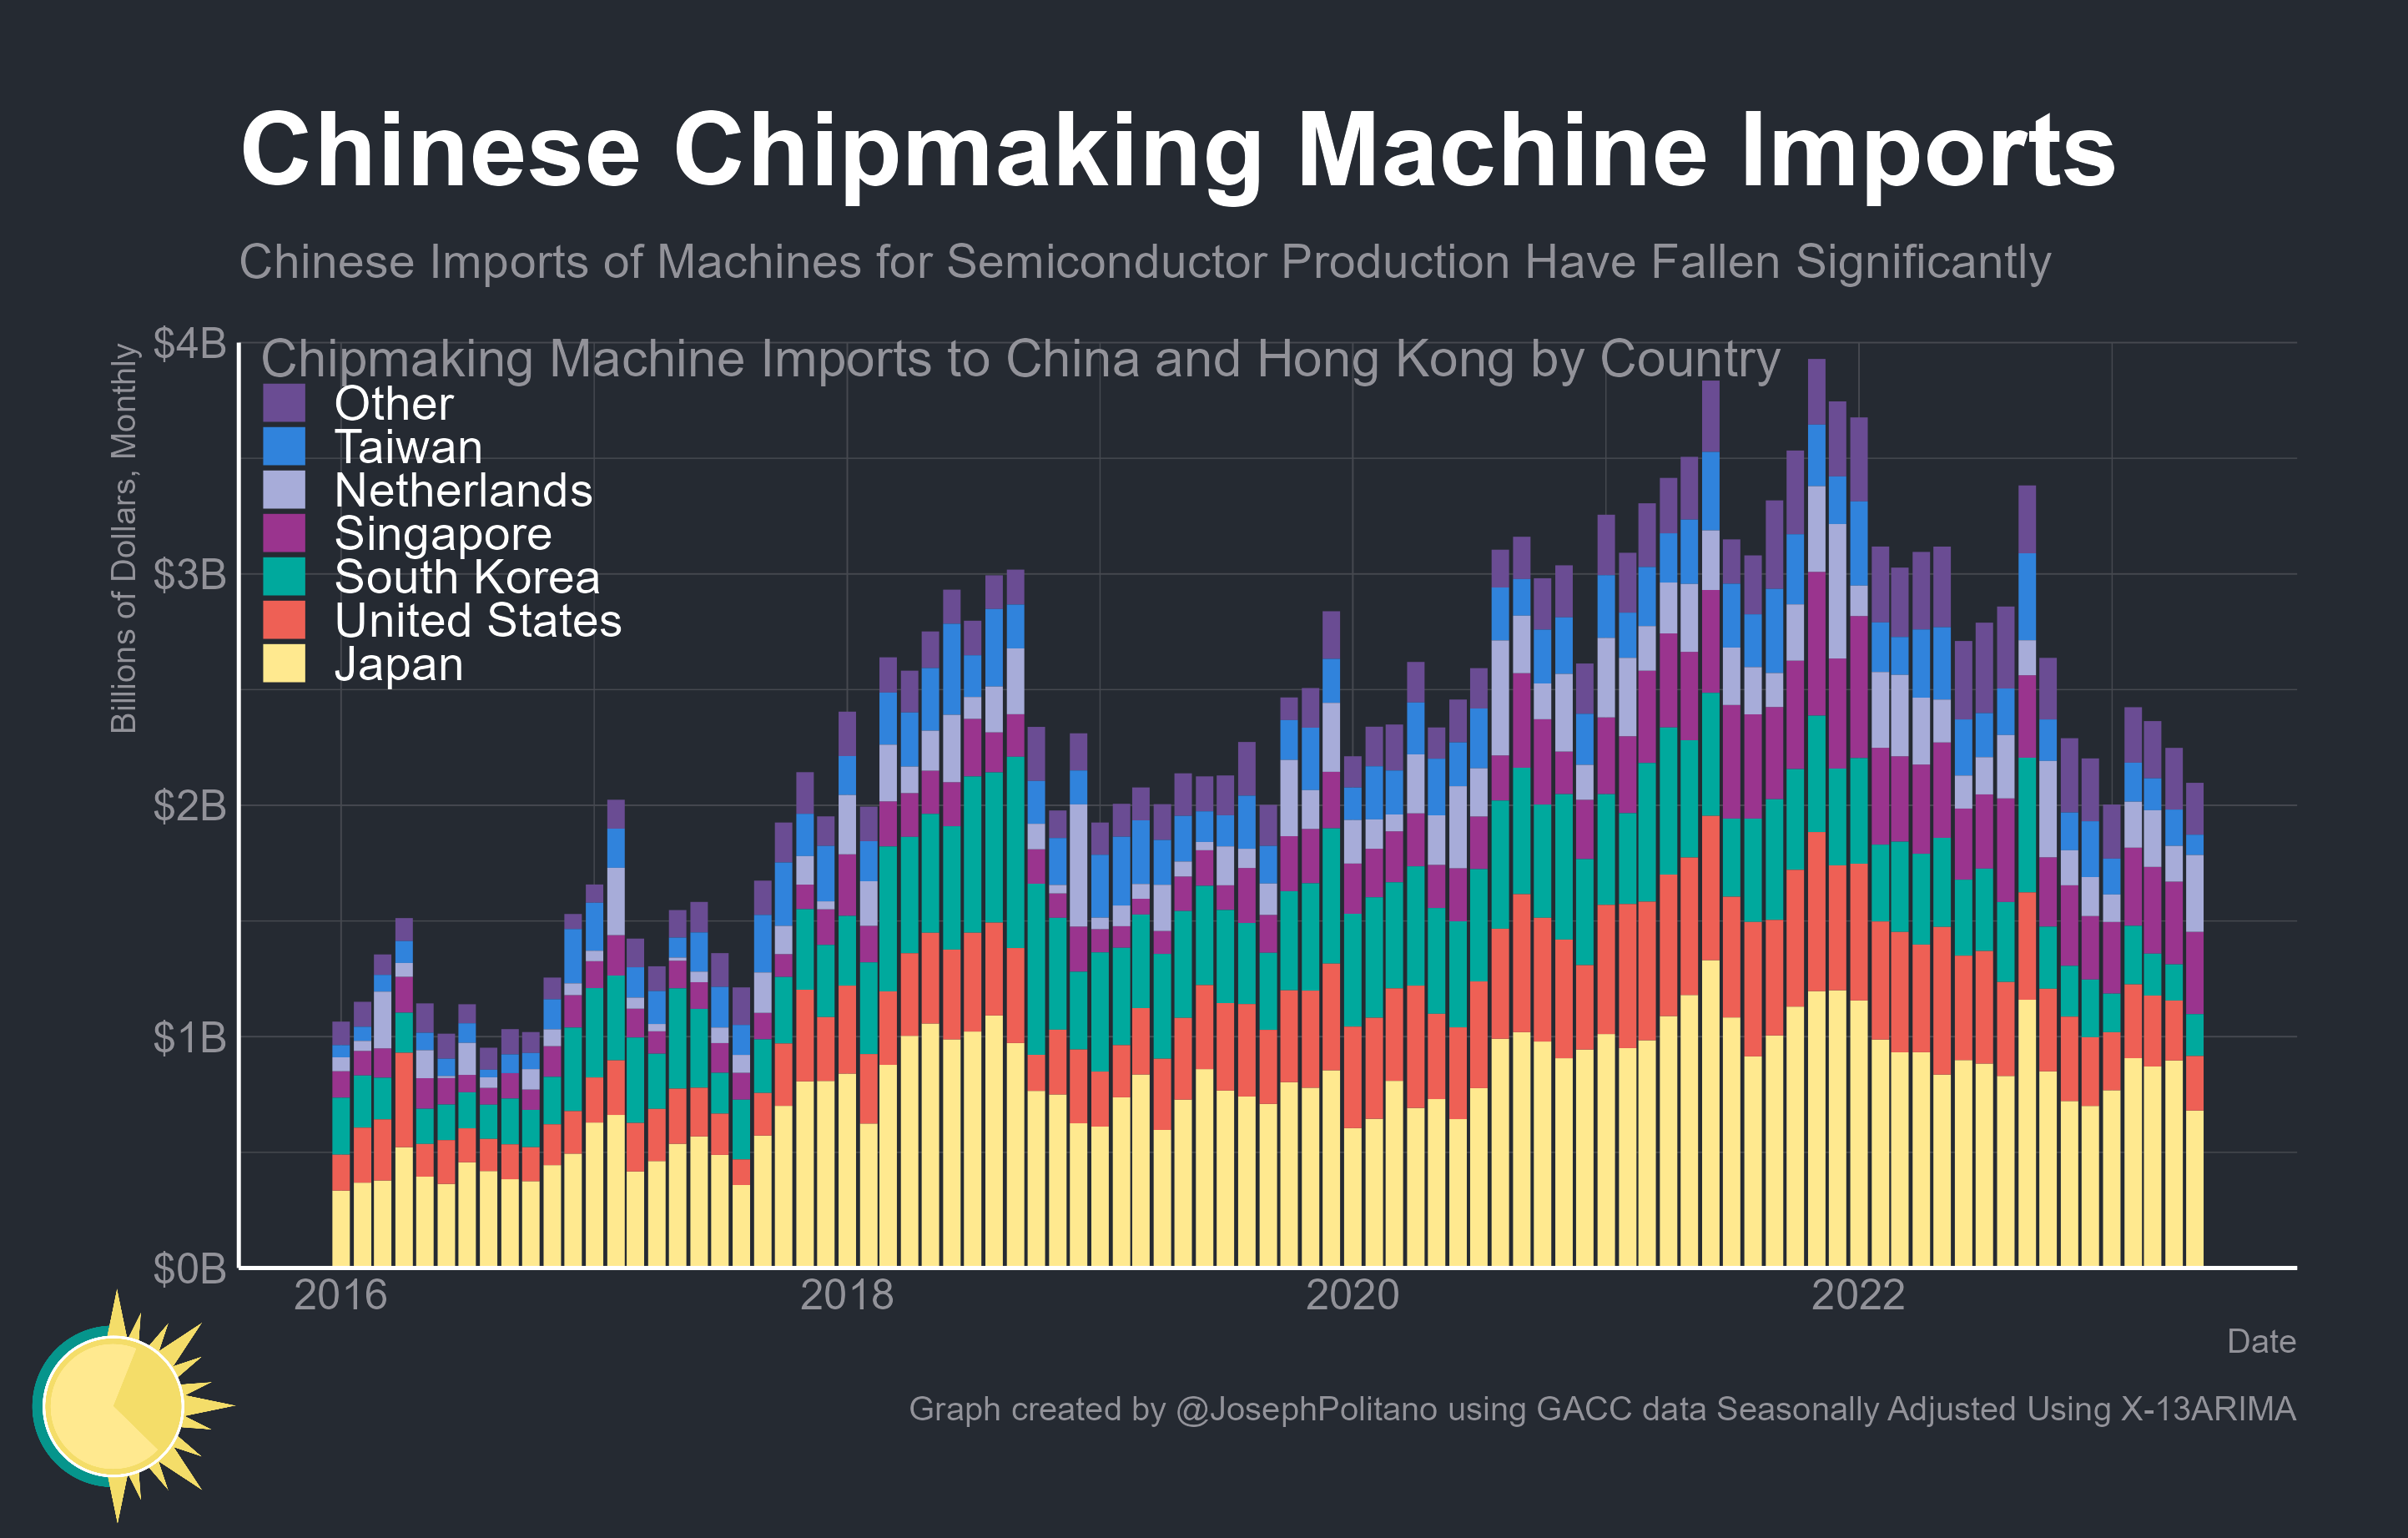 Chinese Chipmaking Machine Imports
Chinese Imports of Machines for Semiconductor Production Have Fallen Significantly
Billions of Dollars, Monthly
$4B
$3B
$2B
$1B
$0B
Chipmaking Machine Imports to China and Hong Kong by Country
Other
Taiwan
Netherlands
Singapore
South Korea
United States
Japan
2016
2018
2020
2022
Date
Graph created by @JosephPolitano using GACC data Seasonally Adjusted Using X-13ARIMA